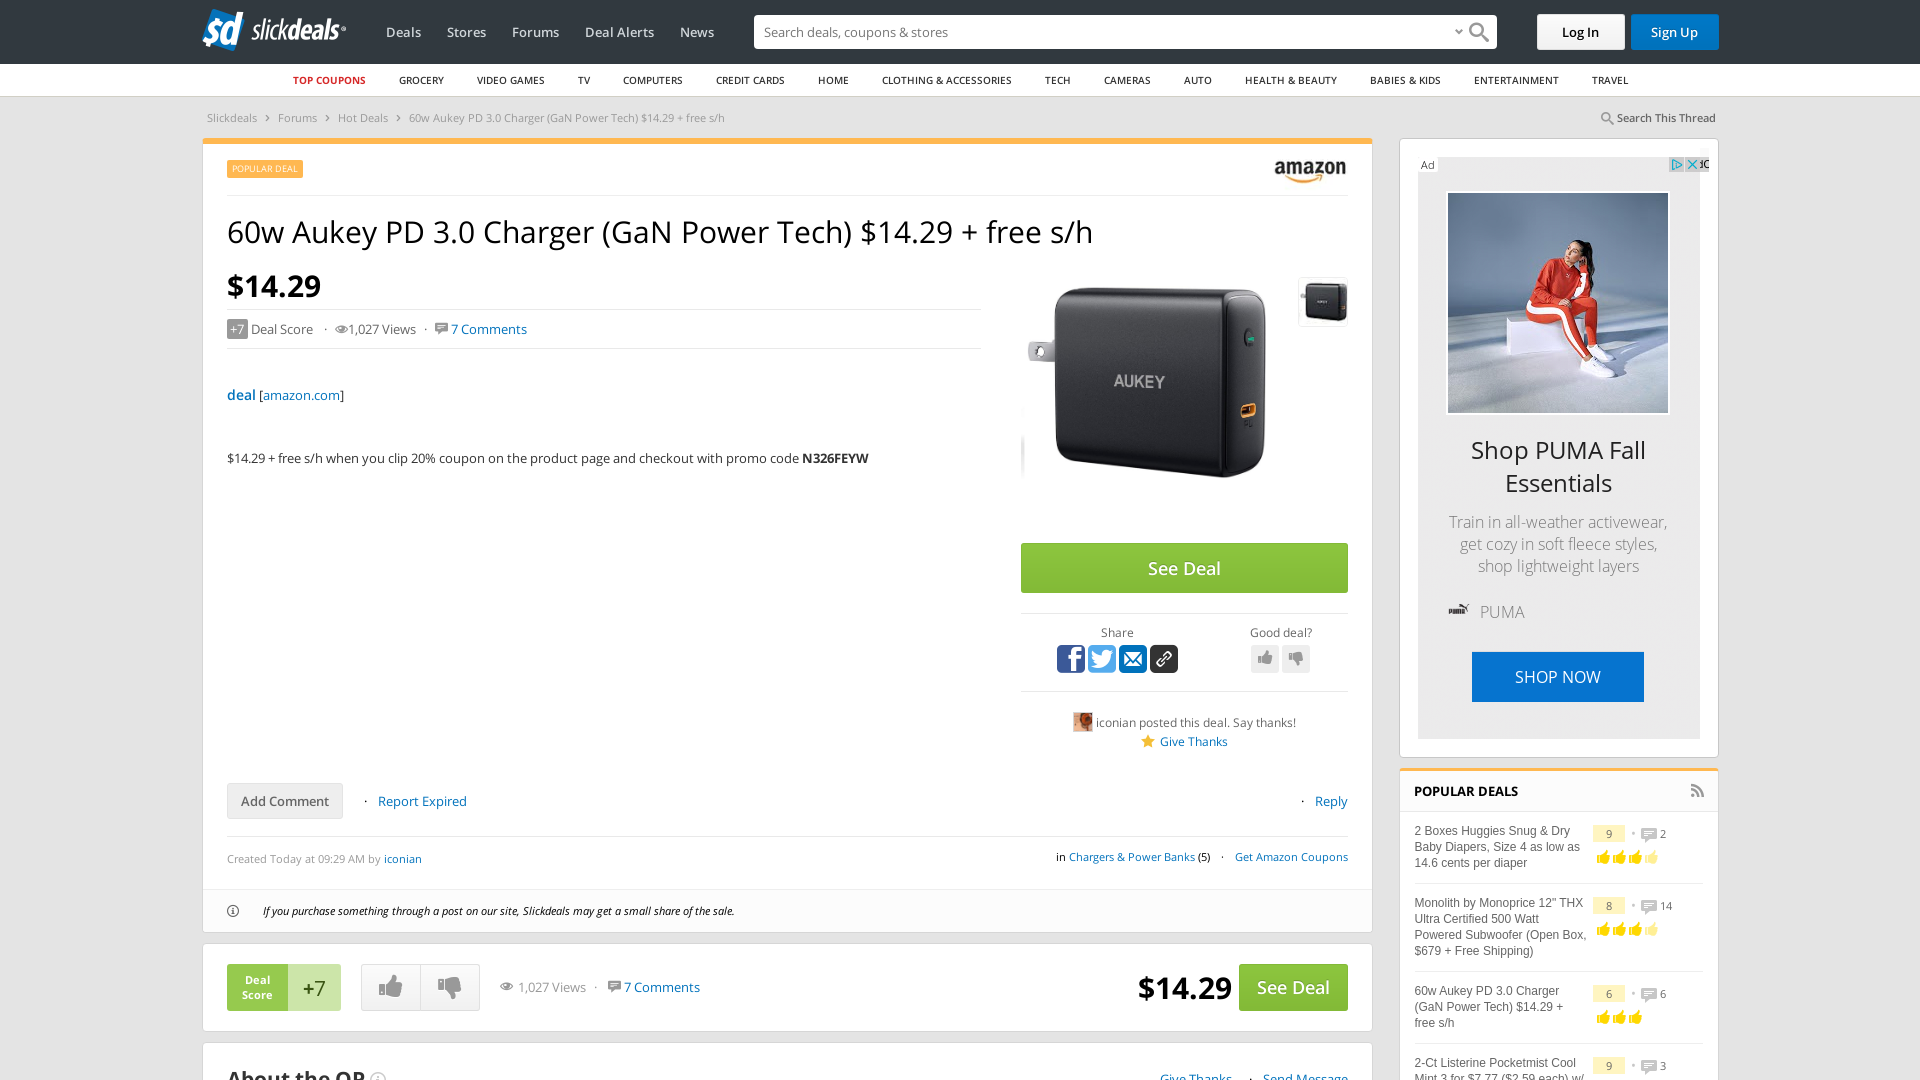 $d slickdeals
Deals
Stores
Forums
Deal Alerts
News
Search deals, coupons & stores
Log In
Sign Up
TOP COUPONS
GROCERY
VIDEO GAMES
TV
COMPUTERS
CREDIT CARDS
HOME
CLOTHING & ACCESSORIES
TECH
CAMERAS
AUTO
HEALTH & BEAUTY
BABIES & KIDS
ENTERTAINMENT
TRAVEL
Slickdeals › Forums › Hot Deals › 60w Aukey PD 3.0 Charger (GaN Power Tech) $14.29 + free s/h
Search This Thread
POPULAR DEAL
amazon
60w Aukey PD 3.0 Charger (GaN Power Tech) $14.29 + free s/h
$14.29
+7 Deal Score · 1,027 Views · 7 Comments
deal [amazon.com]
$14.29 + free s/h when you clip 20% coupon on the product page and checkout with promo code N326FEYW
AUKEY
See Deal
Share
Good deal?
iconian posted this deal. Say thanks!
Give Thanks
Add Comment
· Report Expired
· Reply
Created Today at 09:29 AM by iconian
in Chargers & Power Banks (5) · Get Amazon Coupons
If you purchase something through a post on our site, Slickdeals may get a small share of the sale.
Deal
Score
+7
1,027 Views · 7 Comments
$14.29
See Deal
About the OP
Give Thanks · Send Message
Ad
Shop PUMA Fall
Essentials
Train in all-weather activewear,
get cozy in soft fleece styles,
shop lightweight layers
PUMA
SHOP NOW
POPULAR DEALS
2 Boxes Huggies Snug & Dry
Baby Diapers, Size 4 as low as
14.6 cents per diaper
9 • 2
Monolith by Monoprice 12" THX
Ultra Certified 500 Watt
Powered Subwoofer (Open Box,
$679 + Free Shipping)
8 • 14
60w Aukey PD 3.0 Charger
(GaN Power Tech) $14.29 +
free s/h
6 • 6
2-Ct Listerine Pocketmist Cool
Mint 3 for $7.77 ($2.59 each) w/
9 • 3